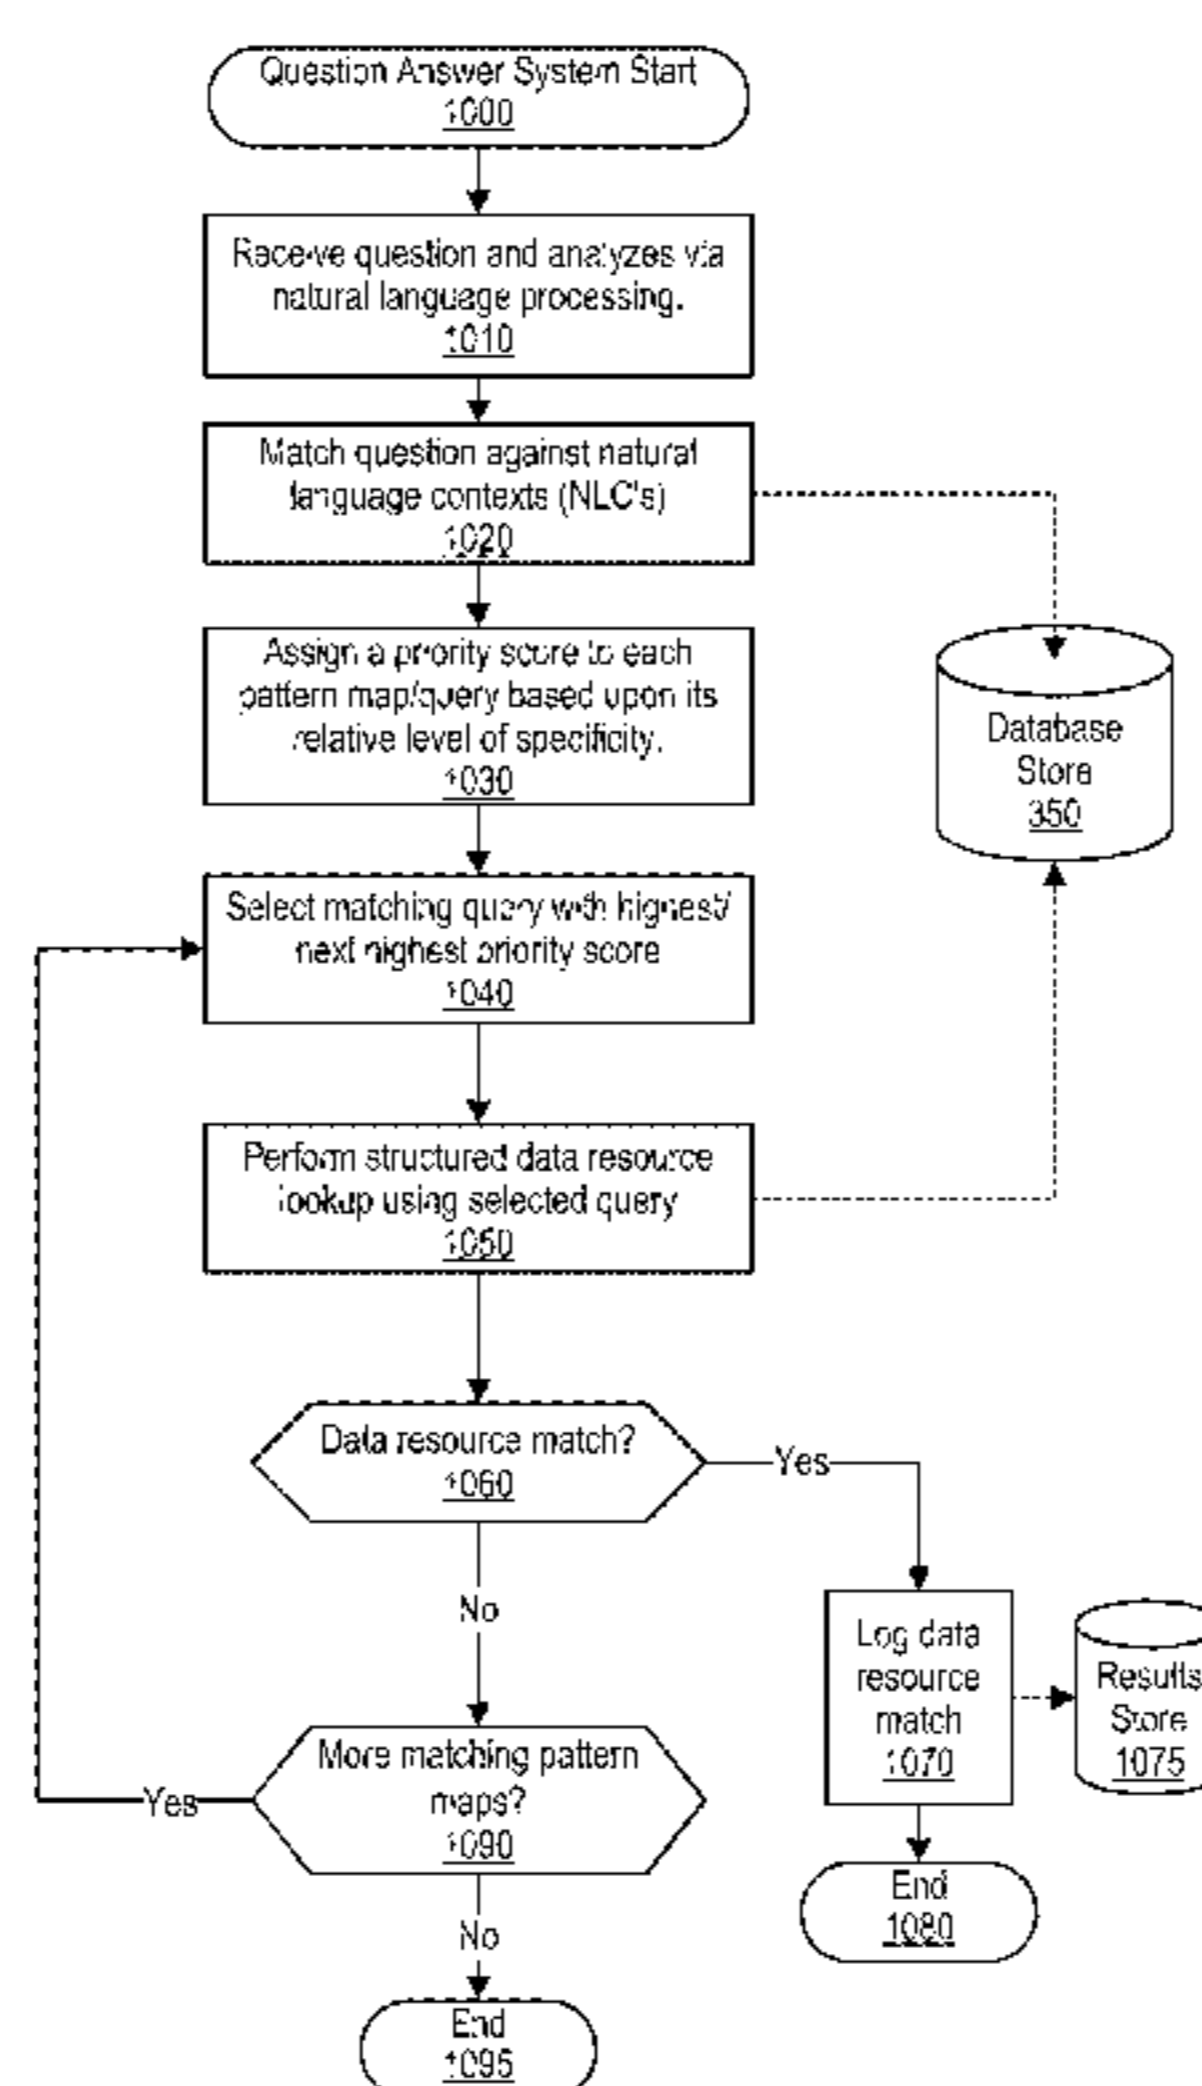 Question Answer System Start
1000
Receive question and analyzes via
natural language processing.
1010
Match question against natural
language contexts (NLC's)
1020
Assign a priority score to each
pattern map/query based upon its
relative level of specificity.
1030
Database
Store
350
Select matching query with highest/
next highest priority score
1040
Perform structured data resource
lookup using selected query
1050
Data resource match?
1060
Yes
No
Log data
resource
match
1070
Results
Store
1075
More matching pattern
maps?
1090
Yes
End
1080
No
End
1095